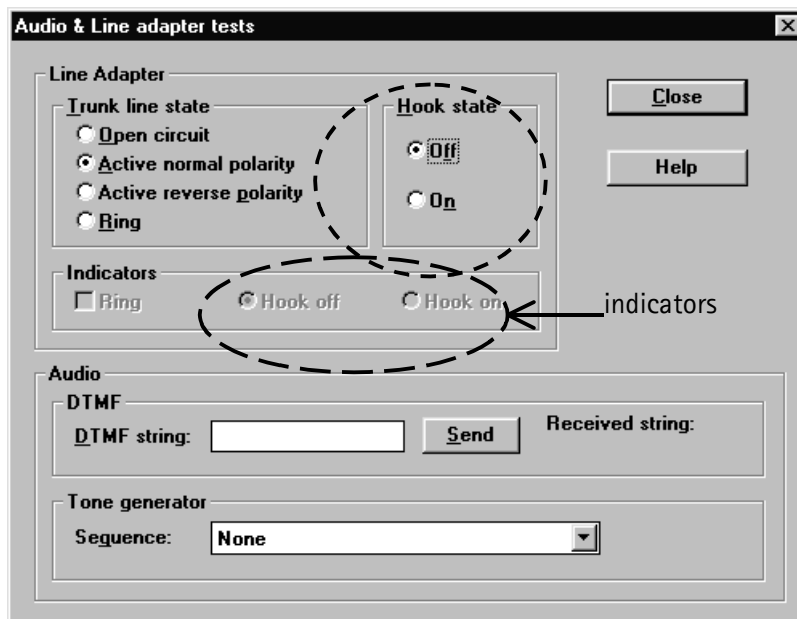 Audio & Line adapter tests
Line Adapter
Trunk line state
Open circuit
Active normal polarity
Active reverse polarity
Ring
Hook state
Off
On
Close
Help
Indicators
Ring
Hook off
Hook on
indicators
Audio
DTMF
DTMF string:
Send
Received string:
Tone generator
Sequence:
None